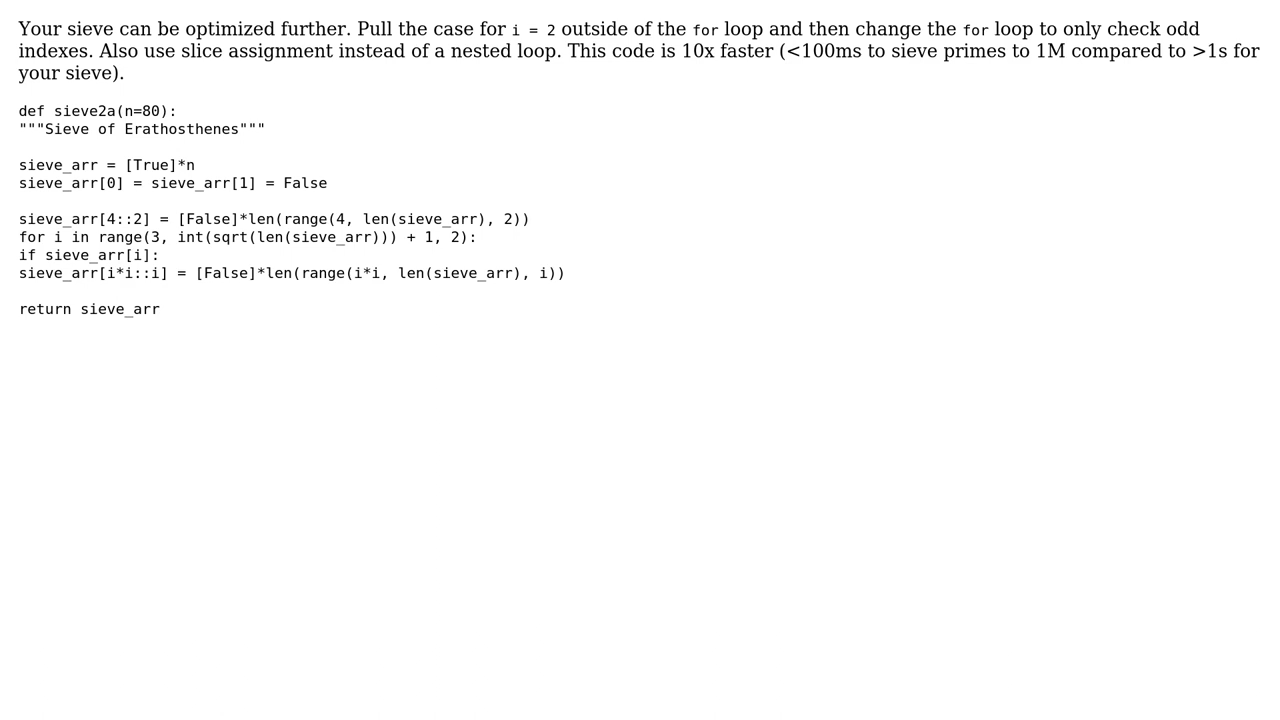 Your sieve can be optimized further. Pull the case for i = 2 outside of the for loop and then change the for loop to only check odd
indexes. Also use slice assignment instead of a nested loop. This code is 10x faster (<100ms to sieve primes to 1M compared to >1s for
your sieve).
def sieve2a(n=80):
"""Sieve of Erathosthenes"""
sieve_arr = [True]*n
sieve_arr[0] = sieve_arr[1] = False
sieve_arr[4::2] = [False]*len(range(4, len(sieve_arr), 2))
for i in range(3, int(sqrt(len(sieve_arr))) + 1, 2):
if sieve_arr[i]:
sieve_arr[i*i::i] = [False]*len(range(i*i, len(sieve_arr), i))
return sieve_arr